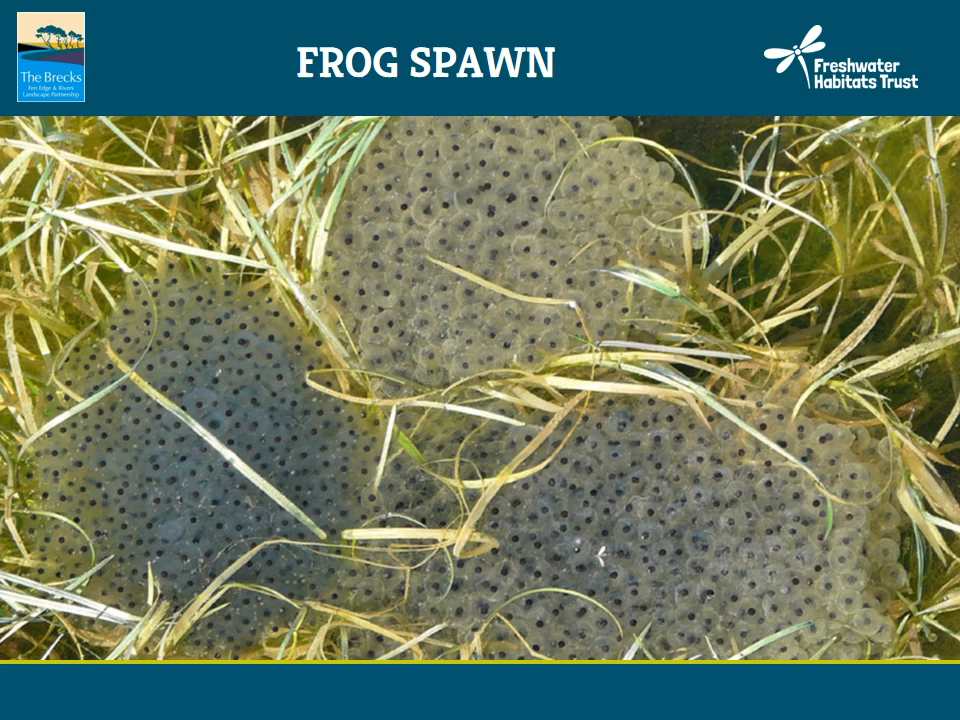 FROG SPAWN
The Brecks
Fen Edge & Rivers
Landscape Partnership
Freshwater
Habitats Trust